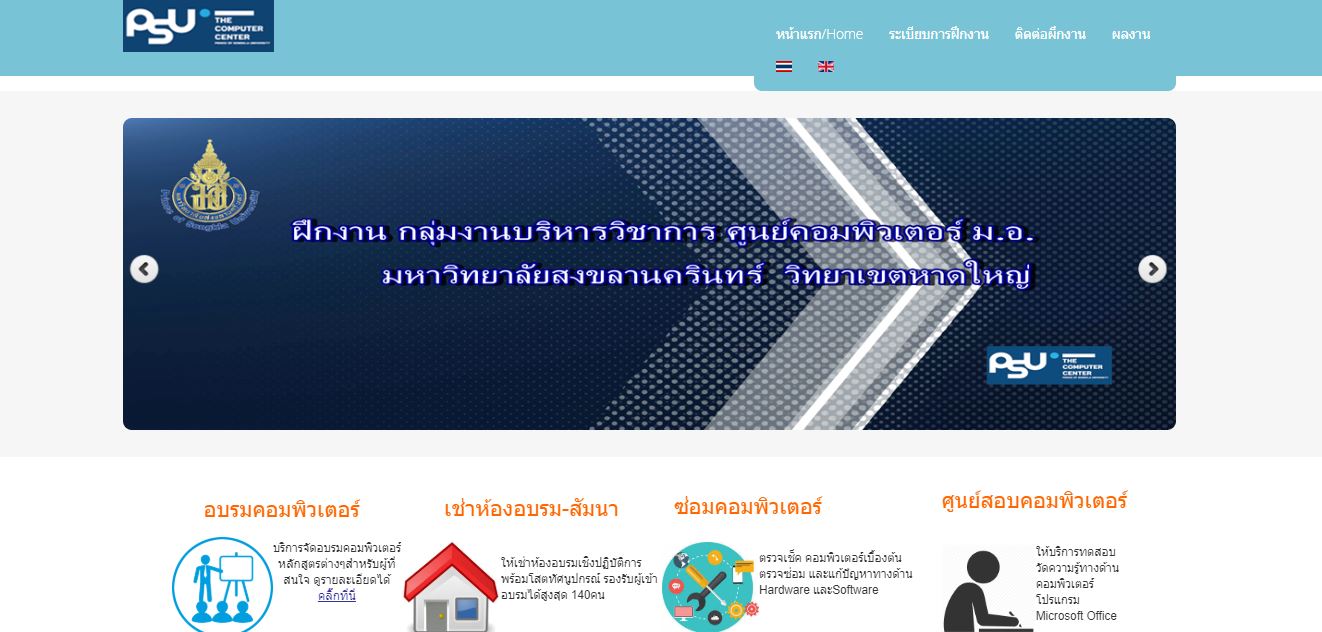 PSU THE COMPUTER CENTER
PRINCE OF SONGKLA UNIVERSITY
หน้าแรก/Home ระเบียบการฝึกงาน ติดต่อฝึกงาน ผลงาน
Prince of Songkla University
ฝึกงาน กลุ่มงานบริหารวิชาการ ศูนย์คอมพิวเตอร์ ม.อ.
มหาวิทยาลัยสงขลานครินทร์ วิทยาเขตหาดใหญ่
PSU THE COMPUTER CENTER
อบรมคอมพิวเตอร์
บริการจัดอบรมคอมพิวเตอร์
หลักสูตรต่างๆสำหรับผู้ที่
สนใจ ดูรายละเอียดได้
คลิ๊กที่นี่
เช่าห้องอบรม-สัมนา
ให้เช่าห้องอบรมเชิงปฏิบัติการ
พร้อมโสตทัศนูปกรณ์ รองรับผู้เข้า
อบรมได้สูงสุด 140คน
ซ่อมคอมพิวเตอร์
ตรวจเช็ค คอมพิวเตอร์เบื้องต้น
ตรวจซ่อม และแก้ปัญหาทางด้าน
Hardware และSoftware
ศูนย์สอบคอมพิวเตอร์
ให้บริการทดสอบ
วัดความรู้ทางด้าน
คอมพิวเตอร์
โปรแกรม
Microsoft Office